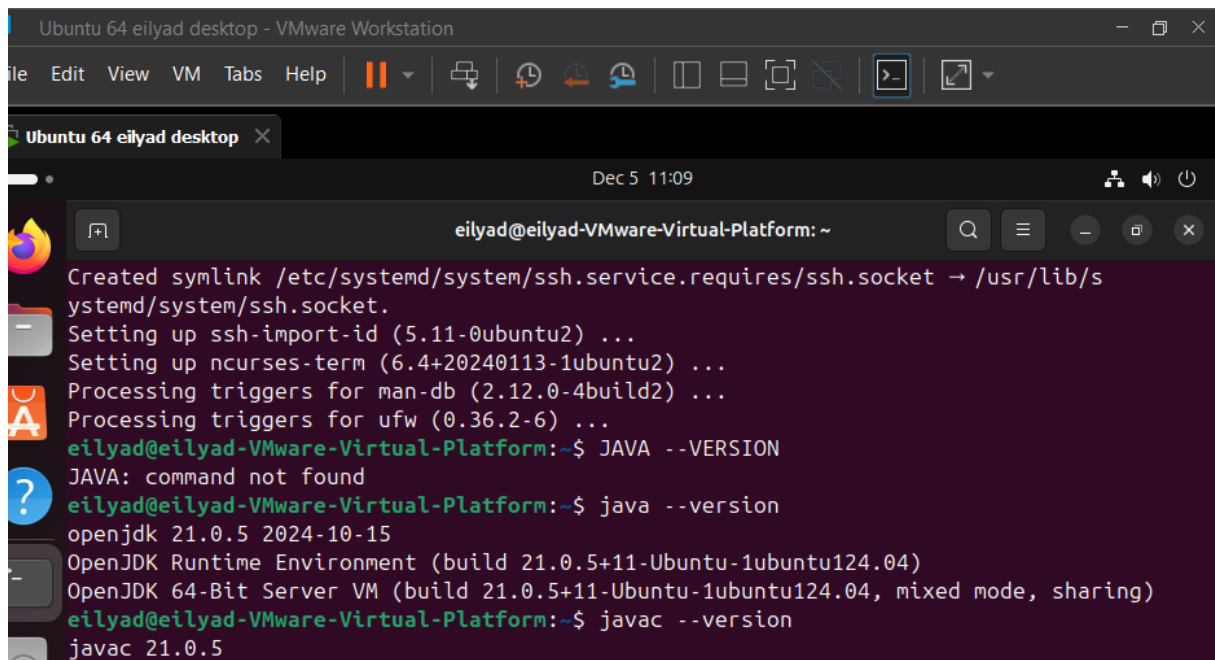 Ubuntu 64 eilyad desktop - VMware Workstation
ile Edit View VM Tabs Help
Ubuntu 64 eilyad desktop
Dec 5 11:09
eilyad@eilyad-VMware-Virtual-Platform: ~
Created symlink /etc/systemd/system/ssh.service.requires/ssh.socket → /usr/lib/s
ystemd/system/ssh.socket.
Setting up ssh-import-id (5.11-0ubuntu2) ...
Setting up ncurses-term (6.4+20240113-1ubuntu2) ...
Processing triggers for man-db (2.12.0-4build2) ...
Processing triggers for ufw (0.36.2-6) ...
eilyad@eilyad-VMware-Virtual-Platform:~$ JAVA --VERSION
JAVA: command not found
eilyad@eilyad-VMware-Virtual-Platform:~$ java --version
openjdk 21.0.5 2024-10-15
OpenJDK Runtime Environment (build 21.0.5+11-Ubuntu-1ubuntu124.04)
OpenJDK 64-Bit Server VM (build 21.0.5+11-Ubuntu-1ubuntu124.04, mixed mode, sharing)
eilyad@eilyad-VMware-Virtual-Platform:~$ javac --version
javac 21.0.5